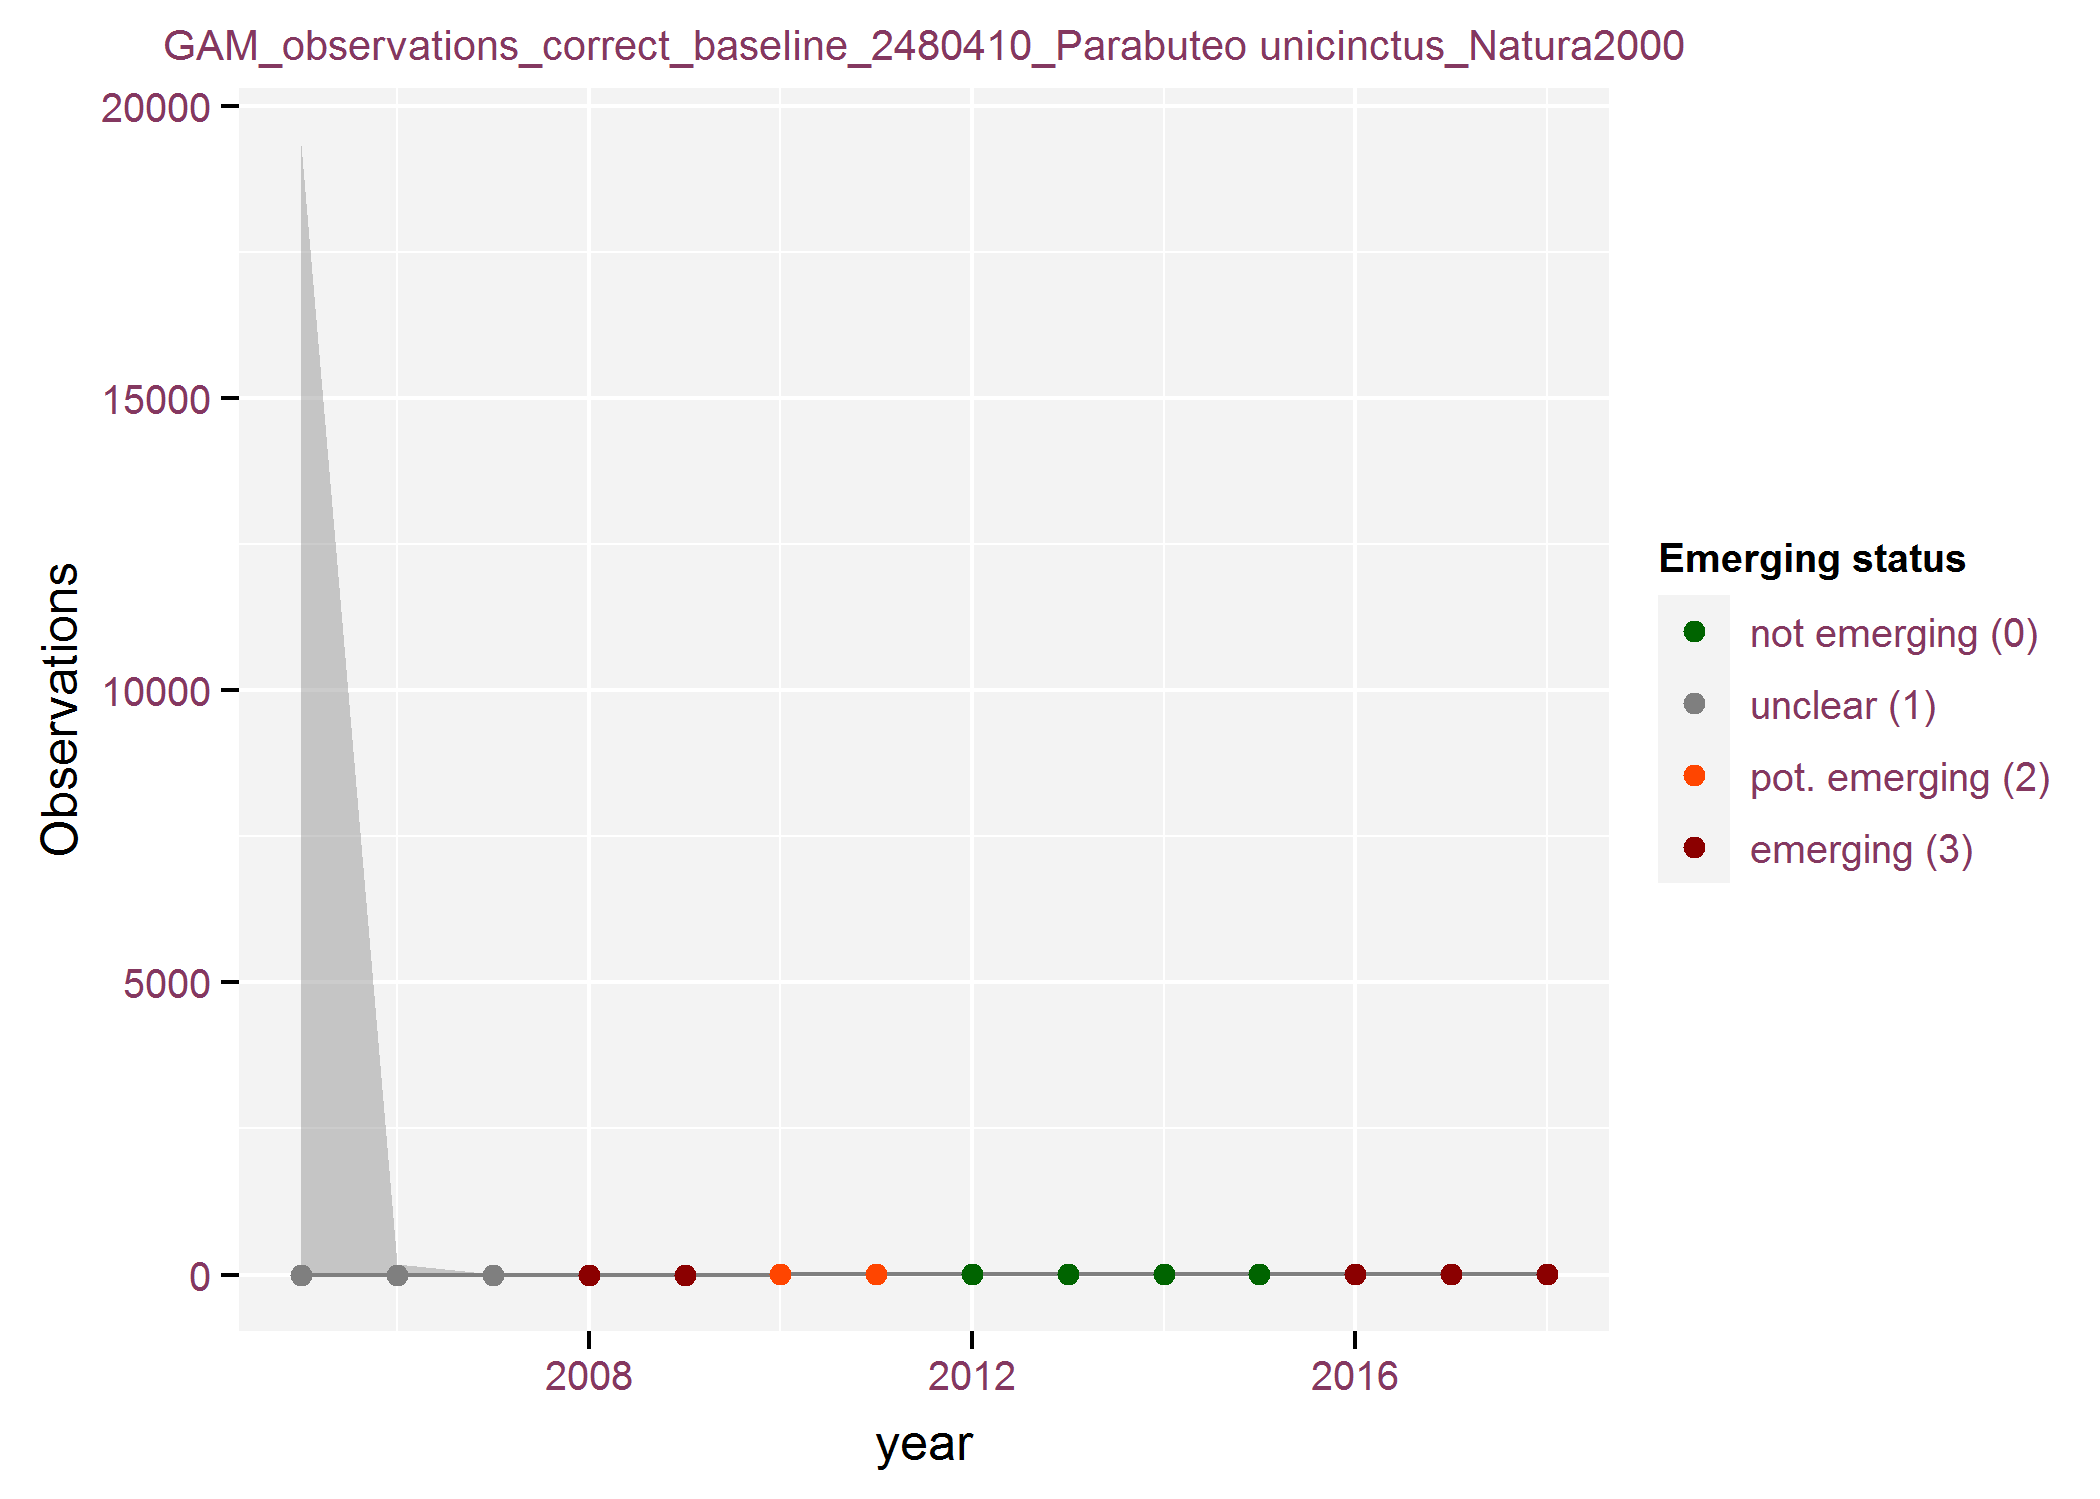 GAM_observations_correct_baseline_2480410_Parabuteo unicinctus_Natura2000
20000
15000
10000
5000
0
Observations
2008
2012
2016
year
Emerging status
not emerging (0)
unclear (1)
pot. emerging (2)
emerging (3)